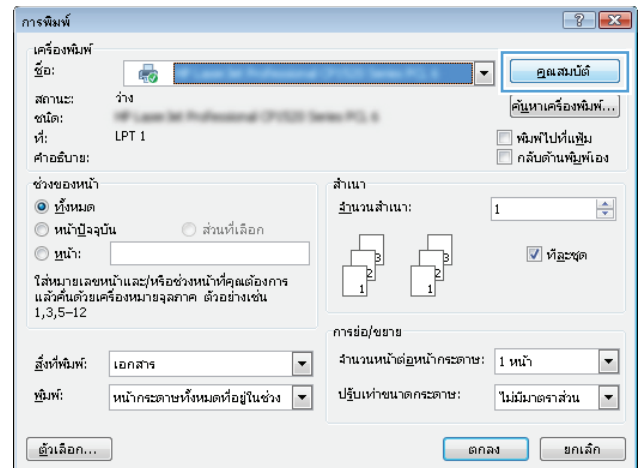 การพิมพ์
เครื่องพิมพ์
ชื่อ:
คุณสมบัติ
สถานะ: ว่าง
ค้นหาเครื่องพิมพ์...
ชนิด:
ที่: LPT 1
พิมพ์ไปที่แฟ้ม
คำอธิบาย:
กลับด้านพิมพ์เอง
ช่วงของหน้า
ทั้งหมด
หน้าปัจจุบัน ส่วนที่เลือก
หน้า:
ใส่หมายเลขหน้าและ/หรือช่วงหน้าที่คุณต้องการ
แล้วคั่นด้วยเครื่องหมายจุลภาค ตัวอย่างเช่น
1,3,5–12
สำเนา
จำนวนสำเนา: 1
1 2 3 1 2 3
ทีละชุด
สิ่งที่พิมพ์: เอกสาร
พิมพ์: หน้ากระดาษทั้งหมดที่อยู่ในช่วง
การย่อ/ขยาย
จำนวนหน้าต่อหน้ากระดาษ: 1 หน้า
ปรับเท่าขนาดกระดาษ: ไม่มีมาตราส่วน
ตัวเลือก...
ตกลง
ยกเลิก